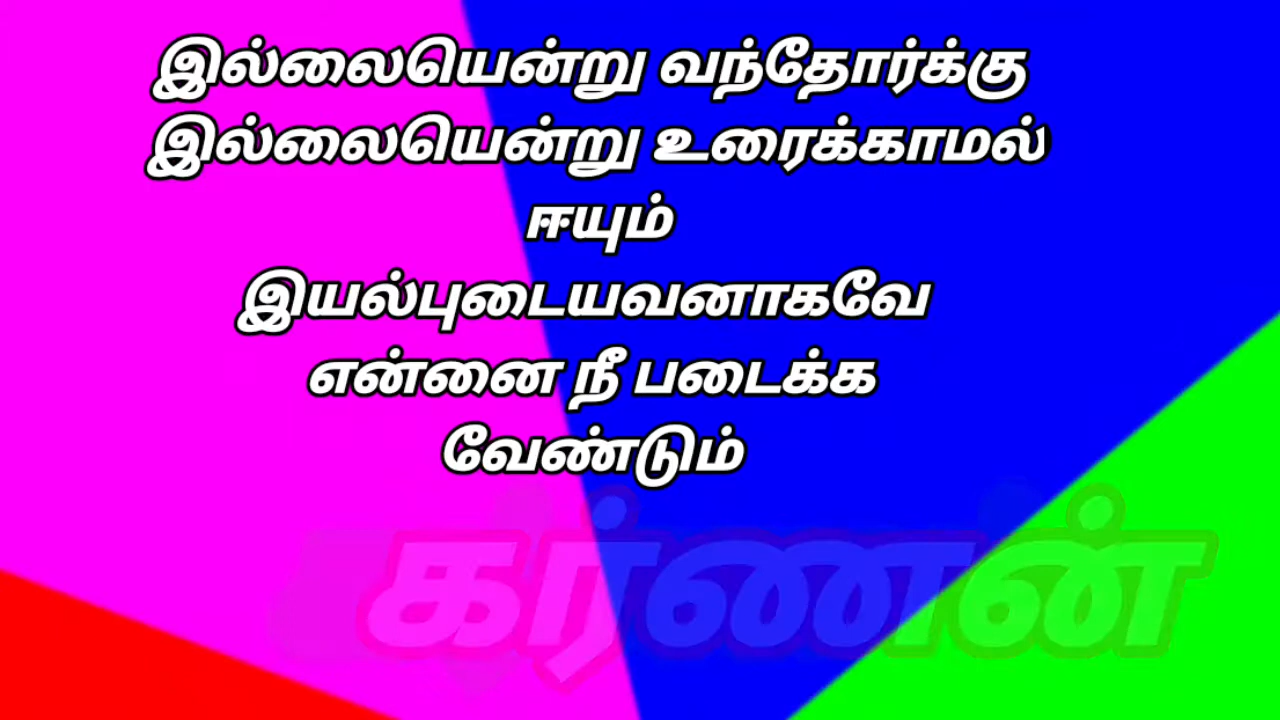 இல்லையென்று வந்தோர்க்கு
இல்லையென்று உரைக்காமல்
ஈயும்
இயல்புடையவனாகவே
என்னை நீ படைக்க
வேண்டும்
கர்ணன்